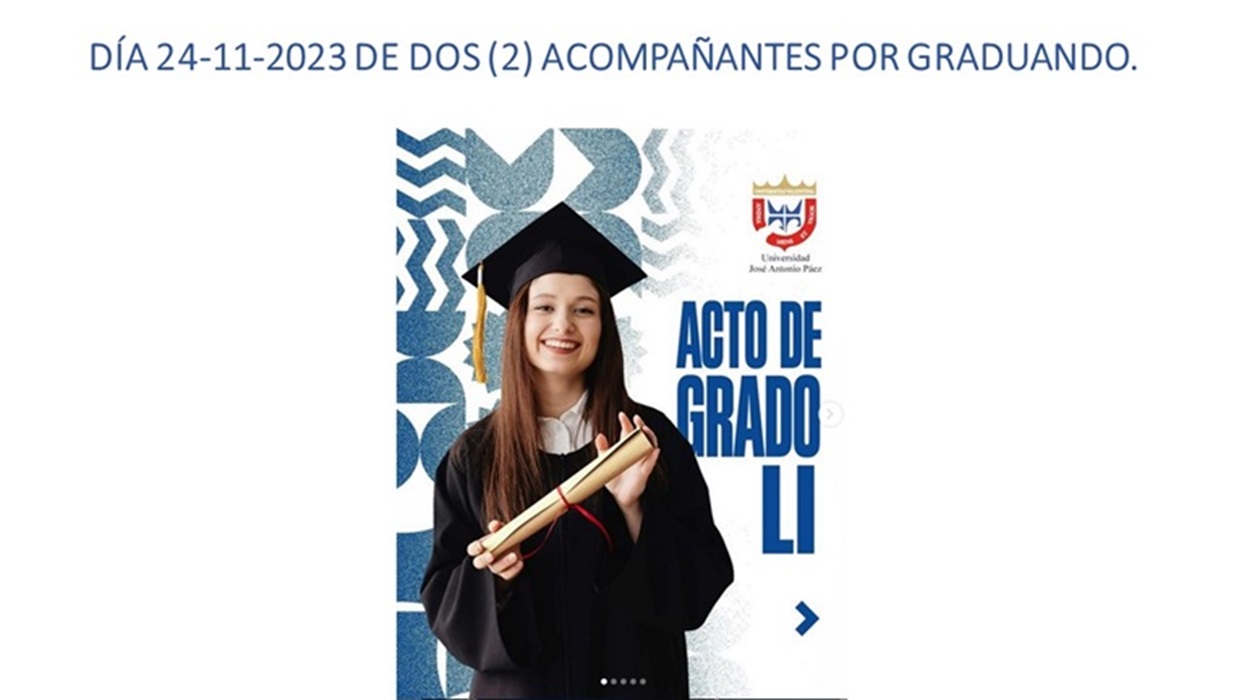 DÍA 24-11-2023 DE DOS (2) ACOMPAÑANTES POR GRADUANDO.
Universidad
José Antonio Páez
ACTO DE
GRADO
LI